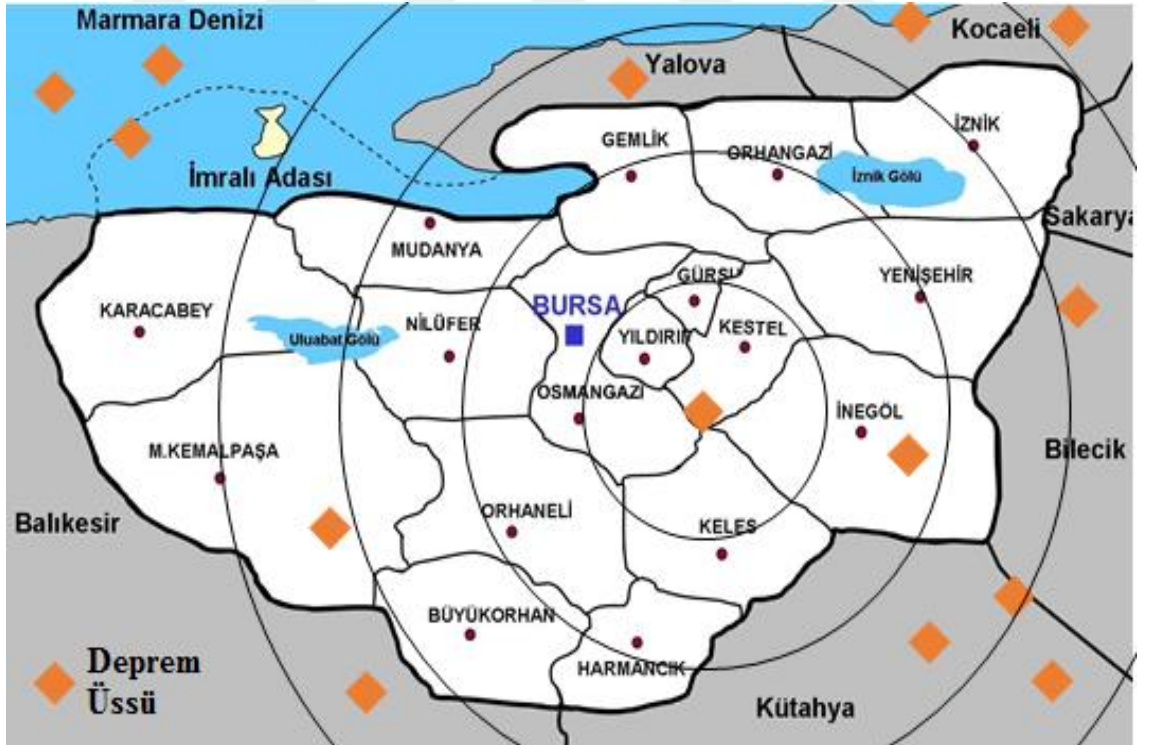 Marmara Denizi
Kocaeli
Yalova
İZNİK
GEMLİK
ORHANGAZİ
İmralı Adası
İznik Gölü
Sakarya
MUDANYA
GÜRSU
YENİŞEHİR
KARACABEY
BURSA
NİLÜFER
Uluabat Gölü
YILDIRIM
KESTEL
OSMANGAZİ
İNEGÖL
M.KEMALPAŞA
Bilecik
ORHANELİ
Balıkesir
KELES
BÜYÜKORHAN
HARMANCIK
Deprem
Üssü
Kütahya